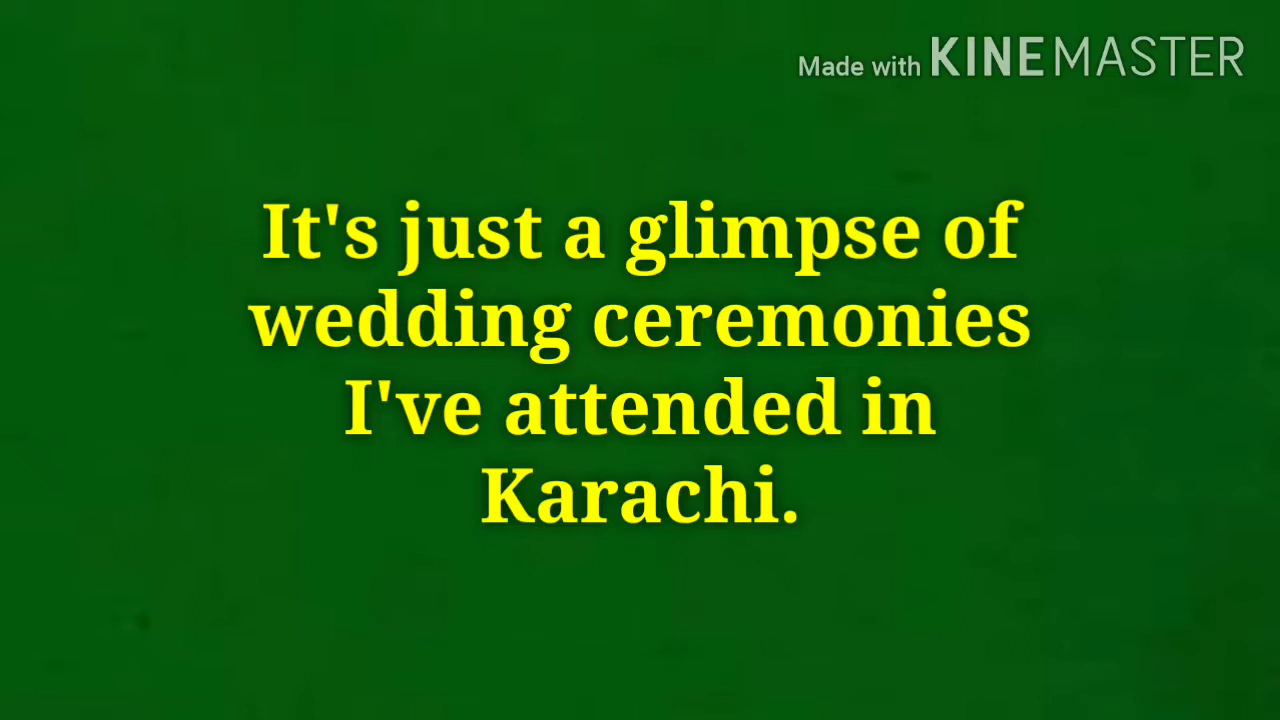 Made with KINEMASTER
It's just a glimpse of
wedding ceremonies
I've attended in
Karachi.